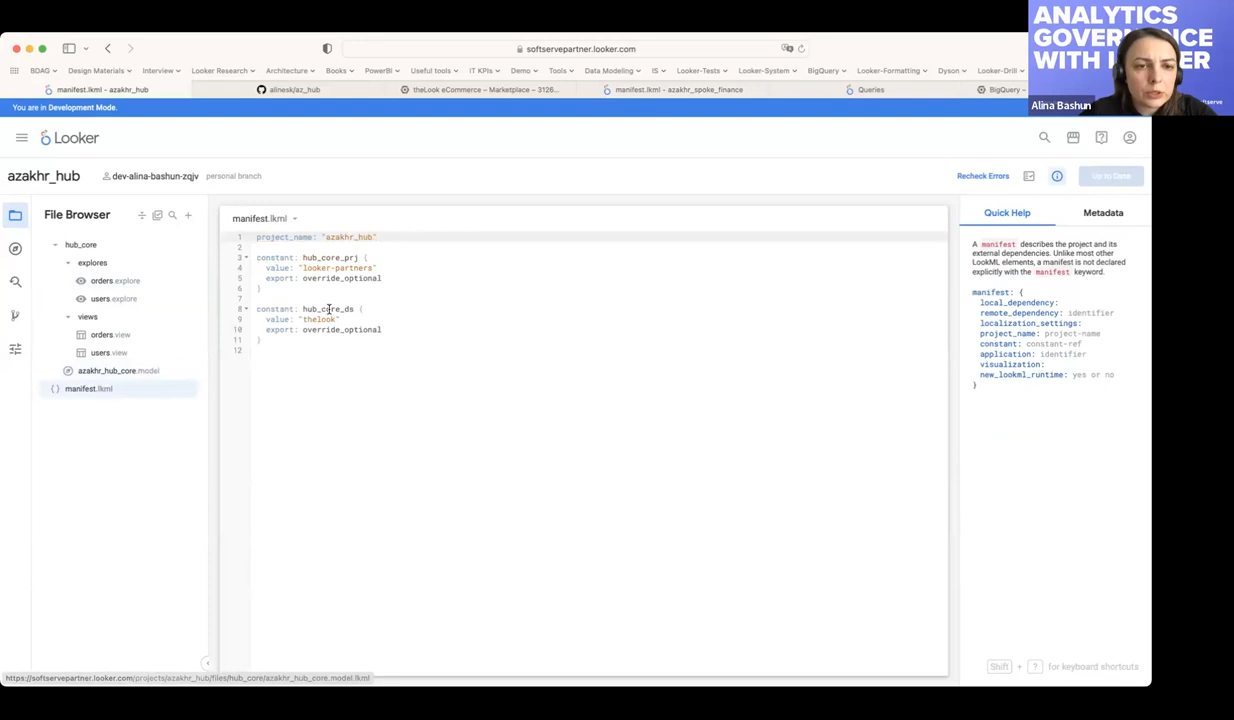 ANALYTICS
GOVERNANCE
WITH
Alina Bashun
softservepartner.looker.com
BDAG
Design Materials
Interview
Looker Research
Architecture
Books
PowerBI
Useful tools
IT KPIs
Demo
Tools
Data Modeling
IS
Looker-Tests
Looker-System
BigQuery
Looker-Formatting
Dyson
Looker-Drill
manifest.lkml - azakhr_hub
alinesk/az_hub
theLook eCommerce – Marketplace – 3126...
manifest.lkml - azakhr_spoke_finance
Queries
BigQuery –
You are in Development Mode.
Looker
azakhr_hub
dev-alina-bashun-zqjv
personal branch
Recheck Errors
Up to Date
File Browser
hub_core
explores
orders.explore
users.explore
views
orders.view
users.view
azakhr_hub_core.model
manifest.lkml
manifest.lkml
1 project_name: "azakhr_hub"
2
3 constant: hub_core_prj {
4 value: "looker-partners"
5 export: override_optional
6 }
7
8 constant: hub_core_ds {
9 value: "thelook"
10 export: override_optional
11 }
12
Quick Help
Metadata
A manifest describes the project and its
external dependencies. Unlike most other
LookML elements, a manifest is not declared
explicitly with the manifest keyword.
manifest: {
local_dependency:
remote_dependency: identifier
localization_settings:
project_name: project-name
constant: constant-ref
application: identifier
visualization:
new_lookml_runtime: yes or no
}
Shift + ? for keyboard shortcuts
https://softservepartner.looker.com/projects/azakhr_hub/files/hub_core/azakhr_hub_core.model.lkml